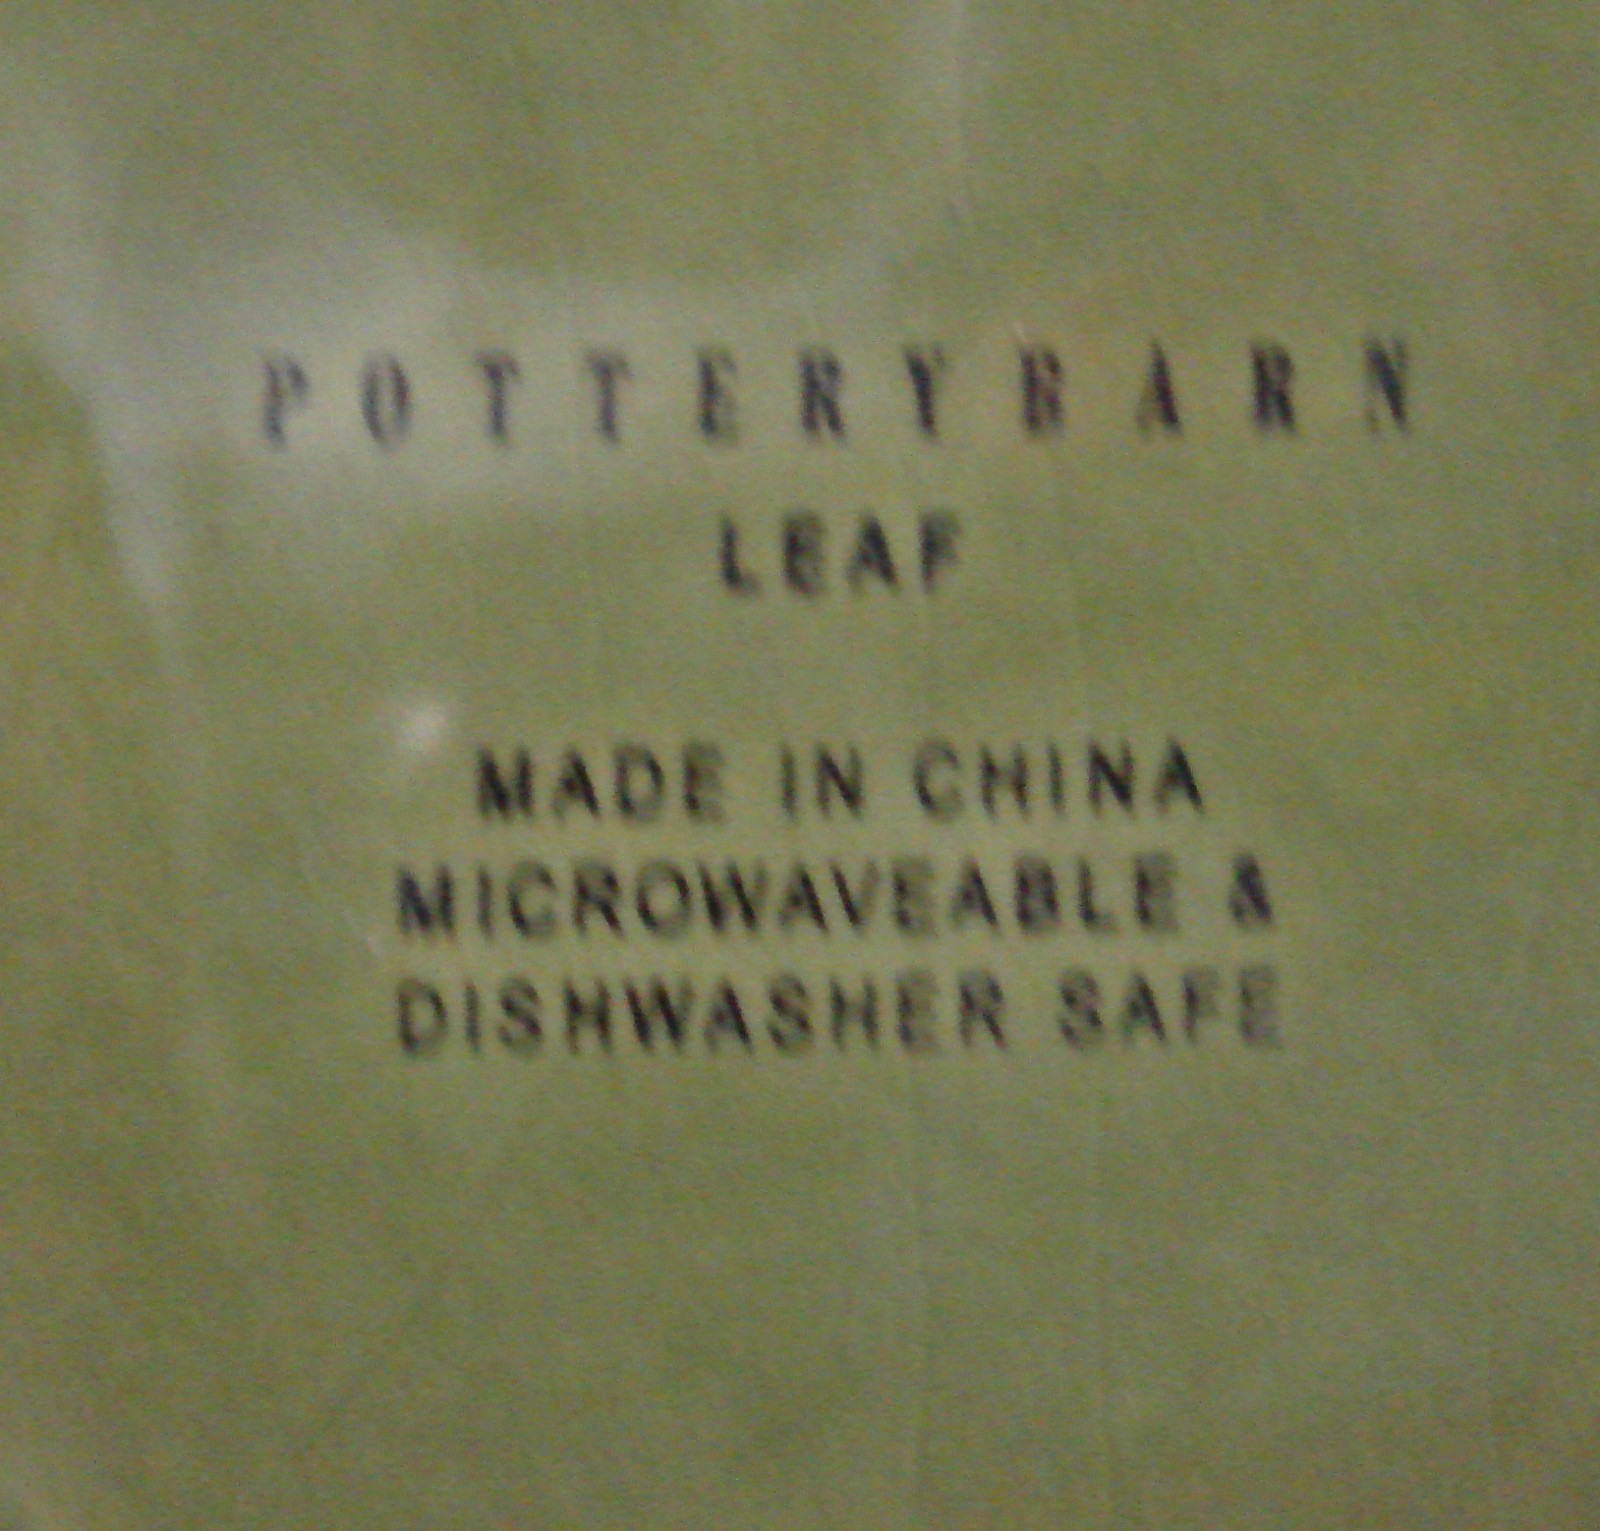 POTTERYBARN
LEAF
MADE IN CHINA
MICROWAVEABLE &
DISHWASHER SAFE